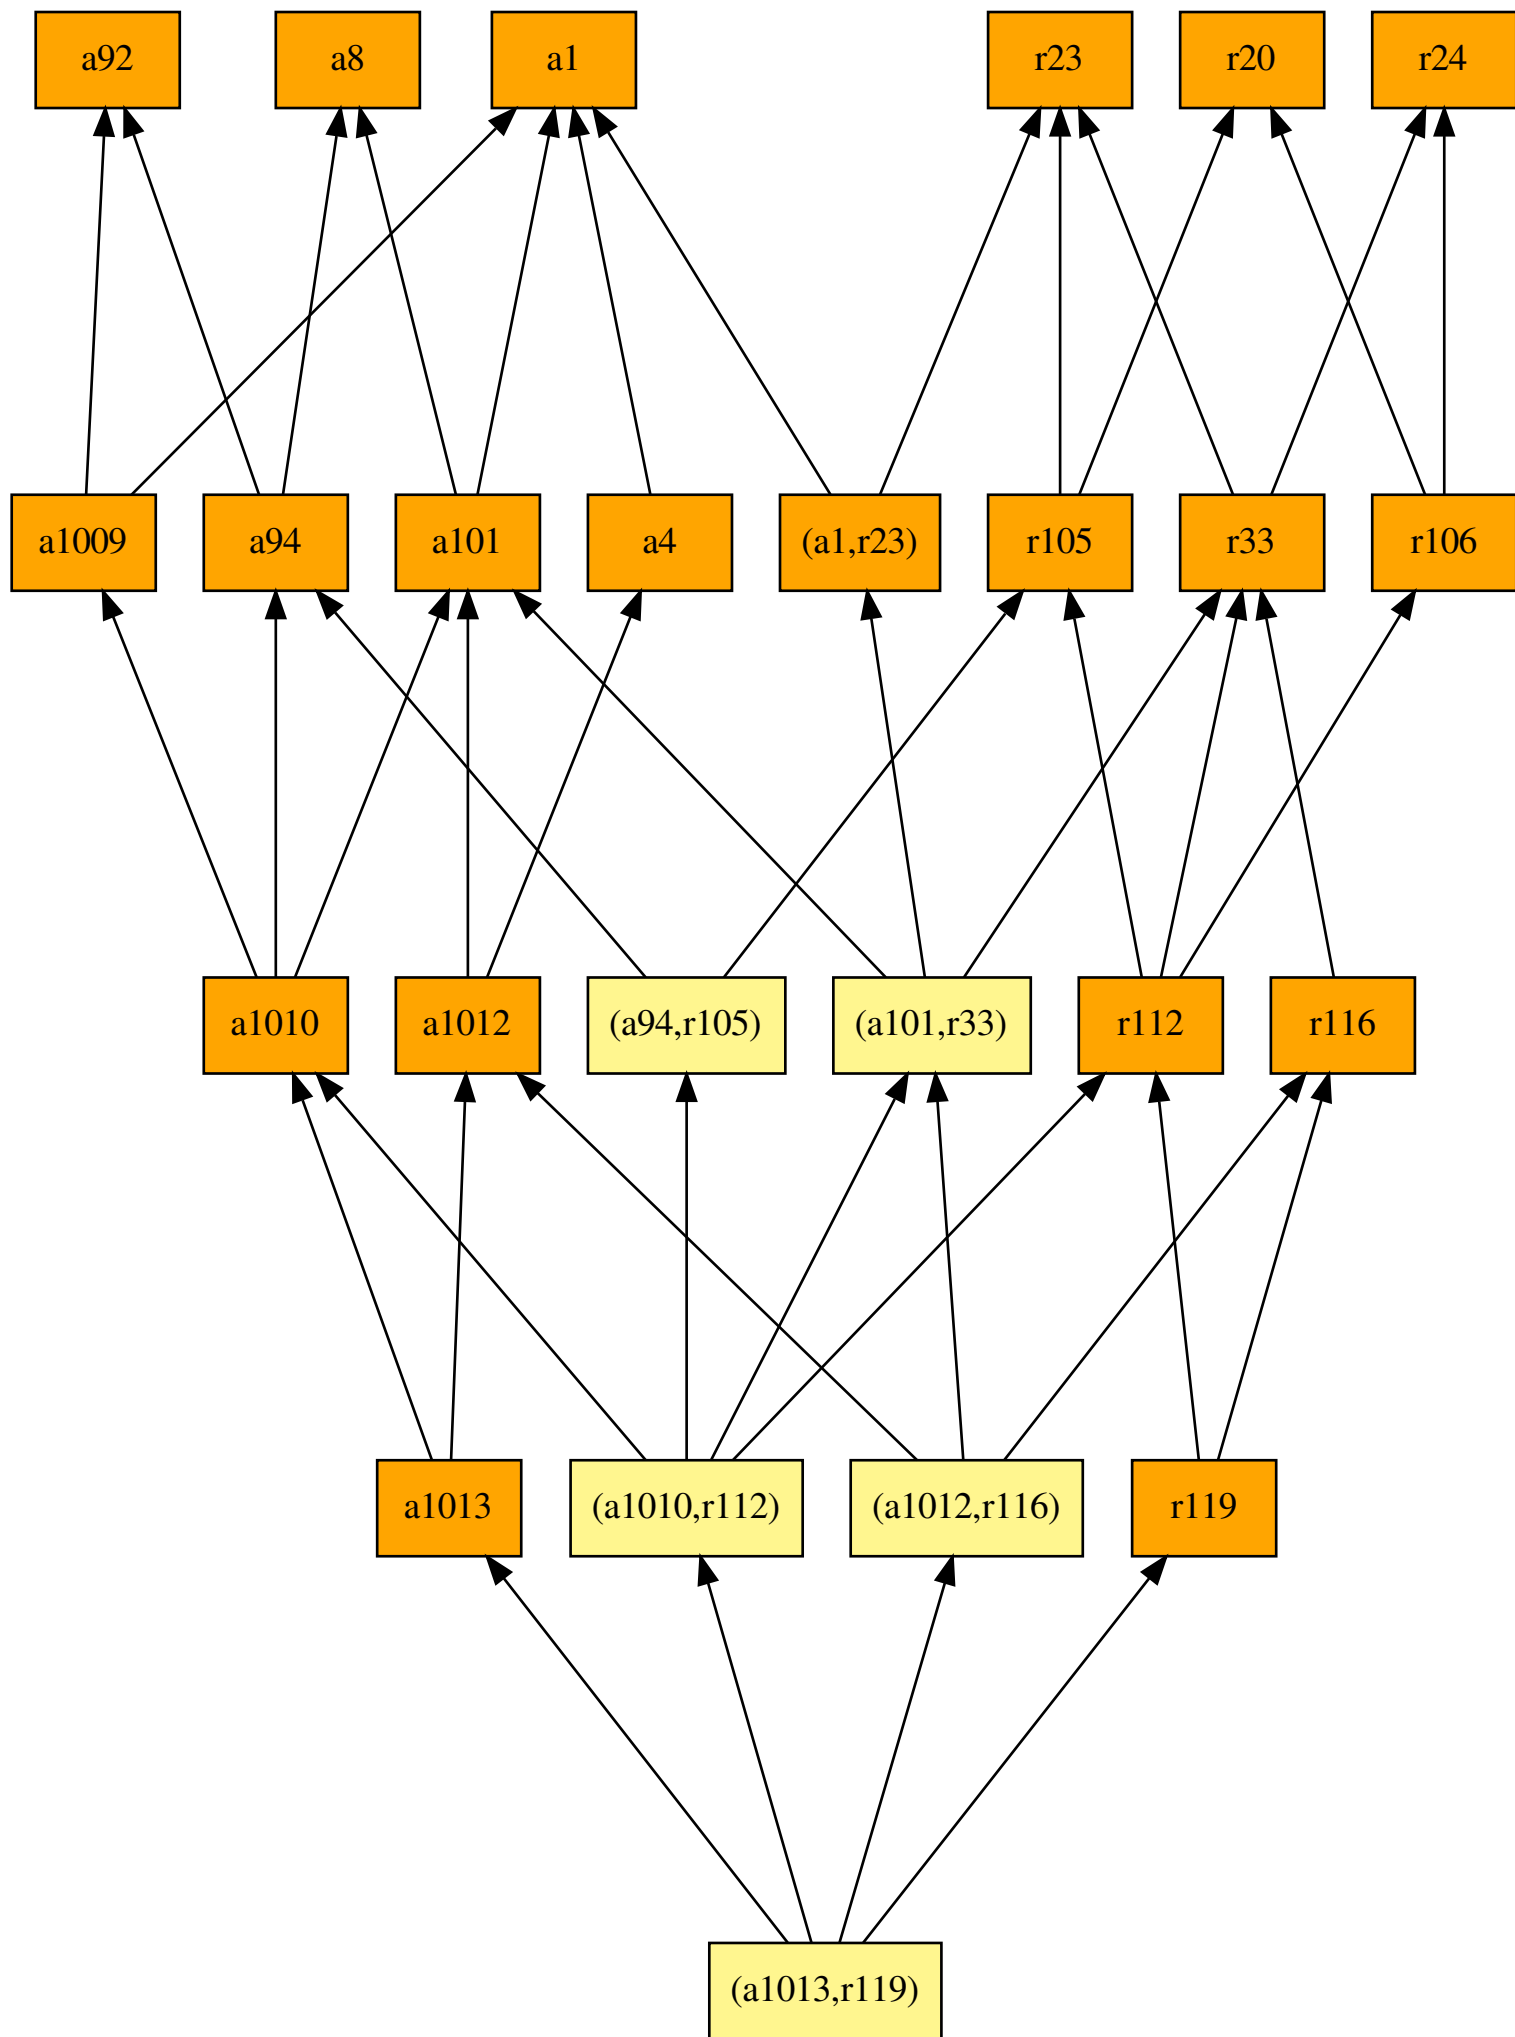 a92
a8
a1
r23
r20
r24
a1009
a94
a101
a4
(a1,r23)
r105
r33
r106
a1010
a1012
(a94,r105)
(a101,r33)
r112
r116
a1013
(a1010,r112)
(a1012,r116)
r119
(a1013,r119)